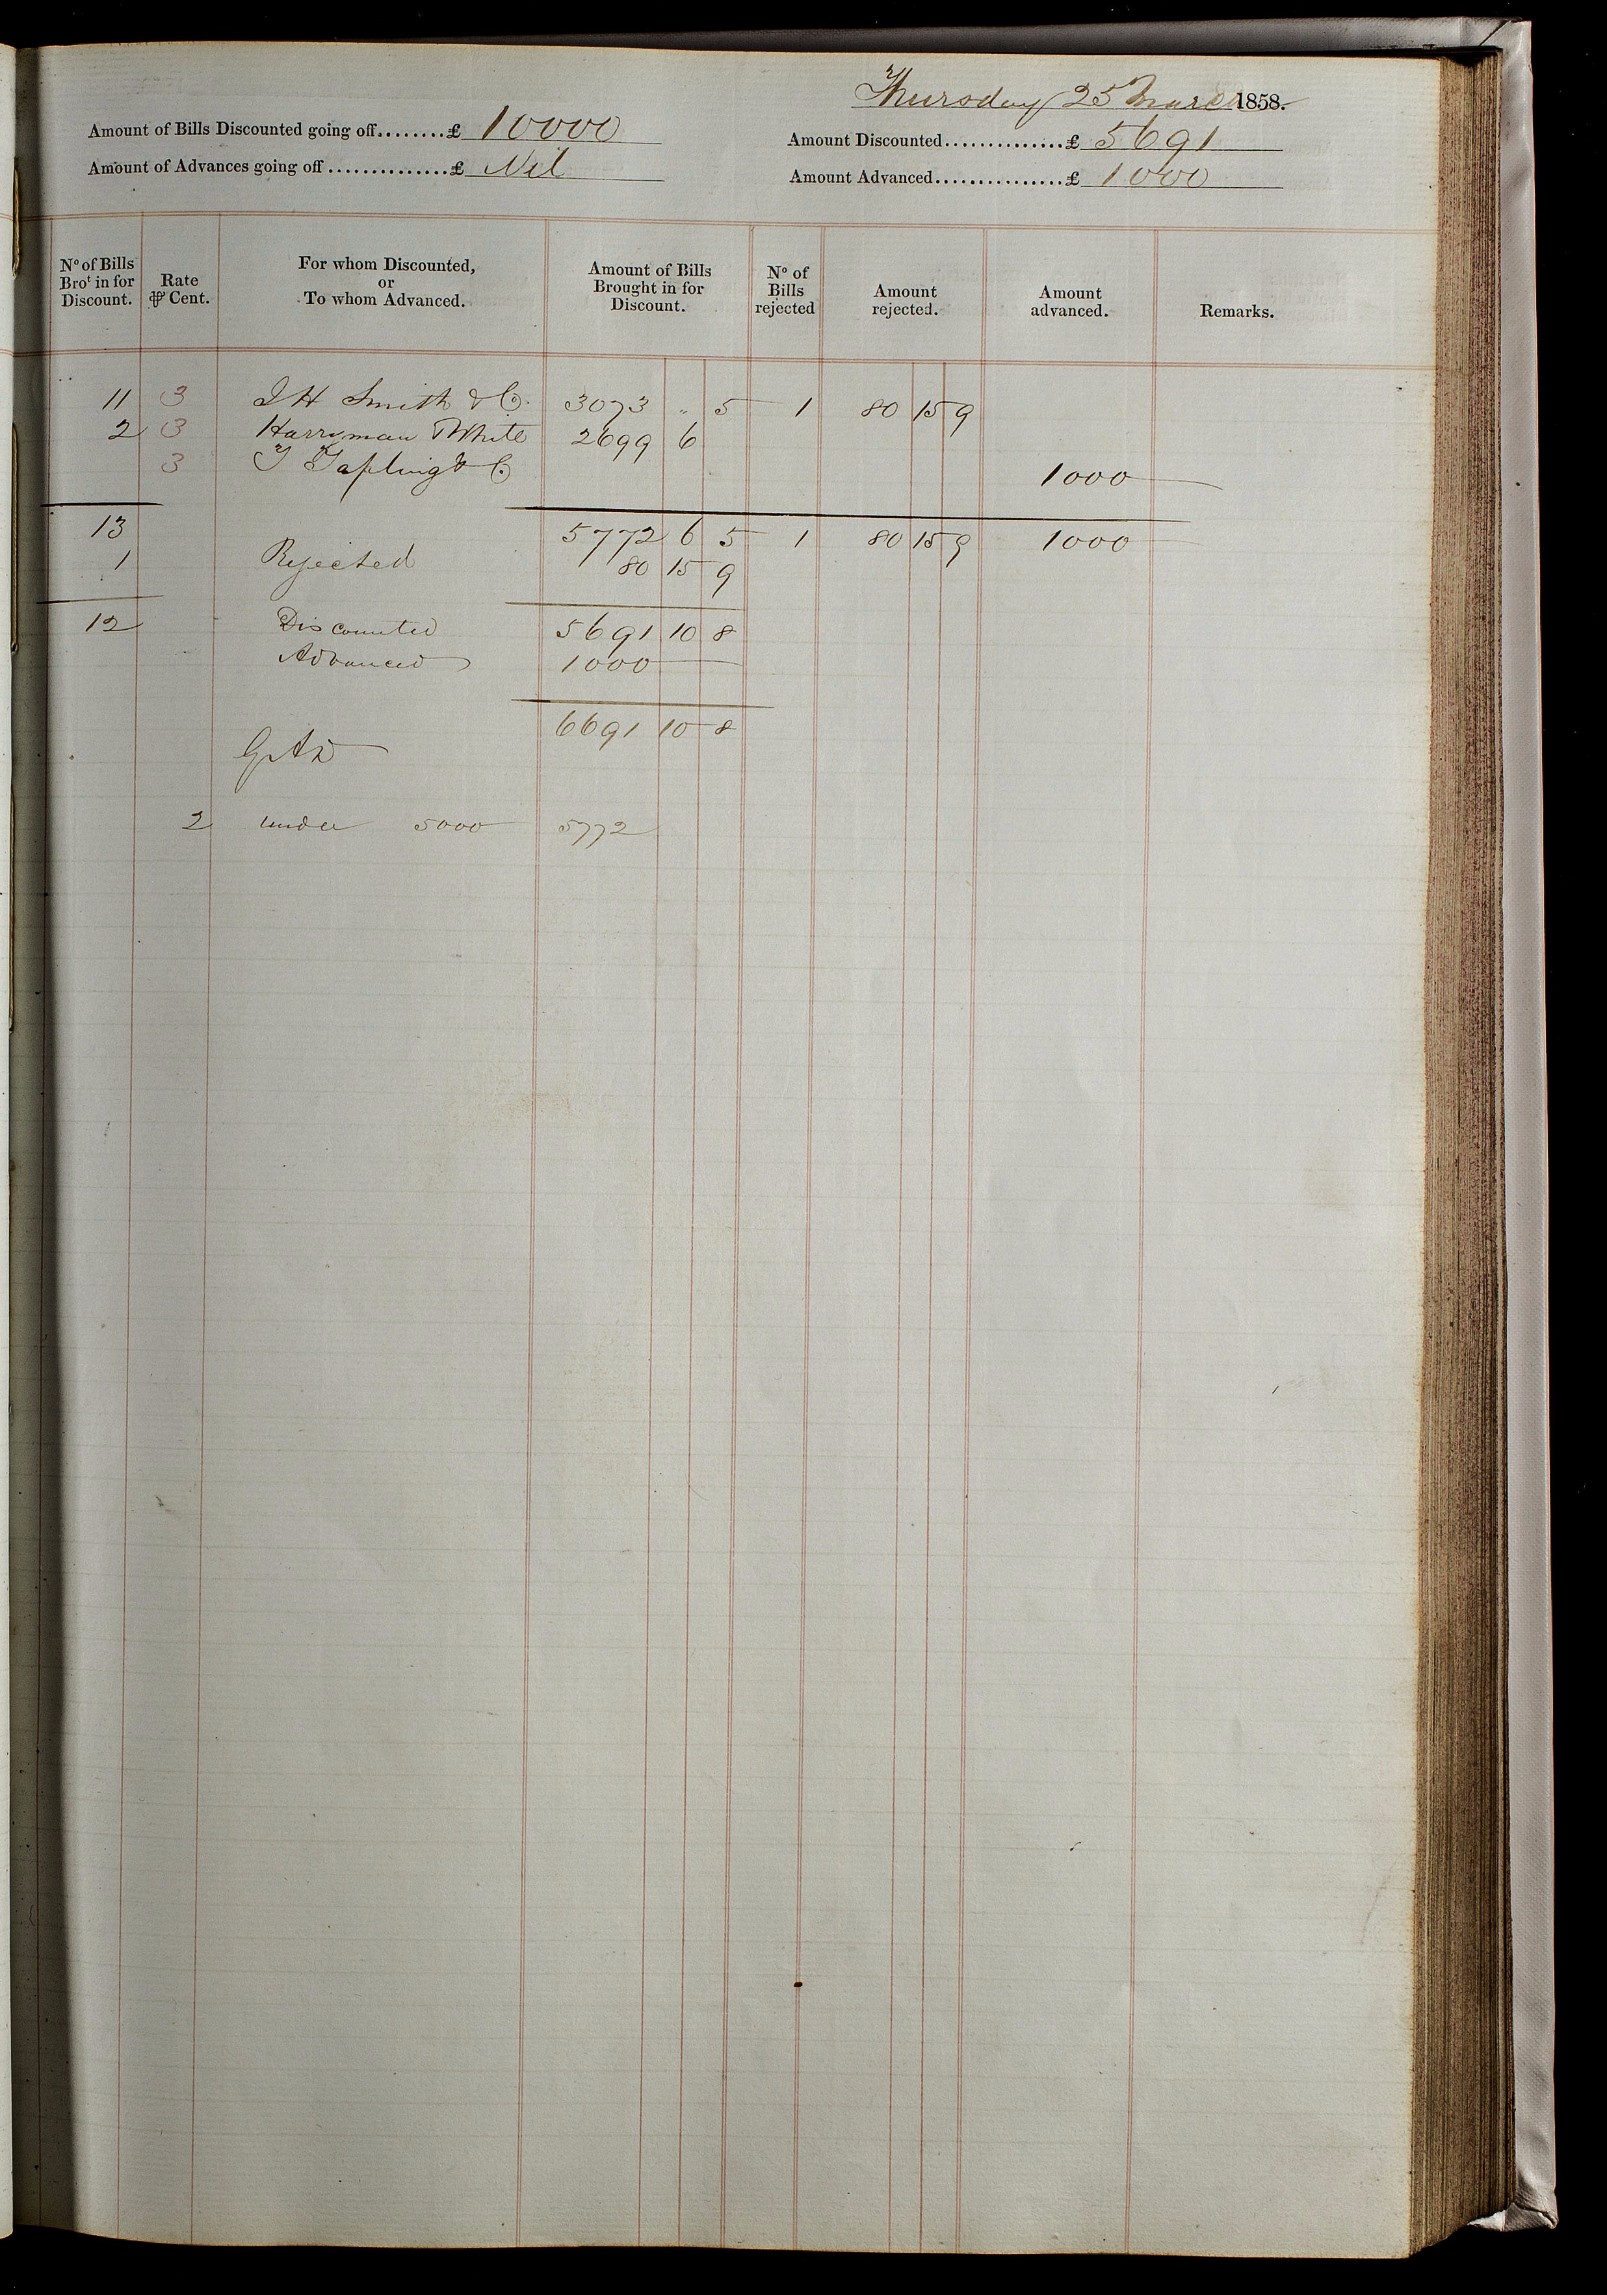 Thursday 25 March 1858.
Amount of Bills Discounted going off........£ 10000
Amount Discounted..............£ 5691
Amount of Advances going off..............£ Nil
Amount Advanced...............£ 1000
Nº of Bills Broᵗ in for Discount.
Rate ⅌ Cent.
For whom Discounted, or To whom Advanced.
Amount of Bills Brought in for Discount.
Nº of Bills rejected
Amount rejected.
Amount advanced.
Remarks.
11 3 J H Smith & Co. 3073 " 5 1 80 15 9
2 3 Harryman & White 2699 6
3 T Tapling & Co 1000
13 5772 6 5 1 80 15 9 1000
1 Rejected 80 15 9
12 Discounted 5691 10 8
Advanced 1000
6691 10 8
2 under 5000 5772